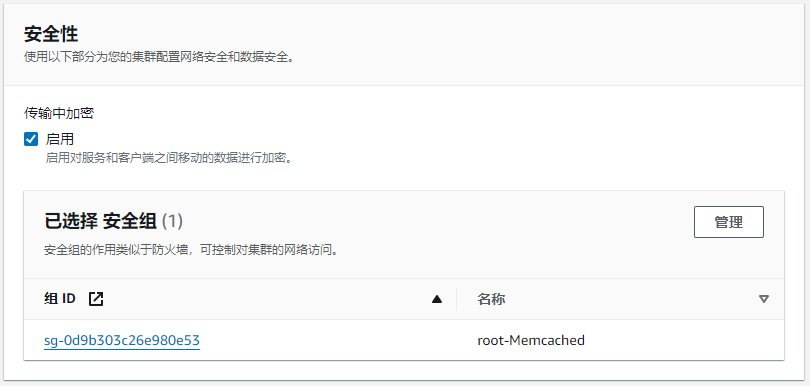 安全性
使用以下部分为您的集群配置网络安全和数据安全。
传输中加密
启用
启用对服务和客户端之间移动的数据进行加密。
已选择 安全组 (1)
管理
安全组的作用类似于防火墙，可控制对集群的网络访问。
组 ID
名称
sg-0d9b303c26e980e53
root-Memcached